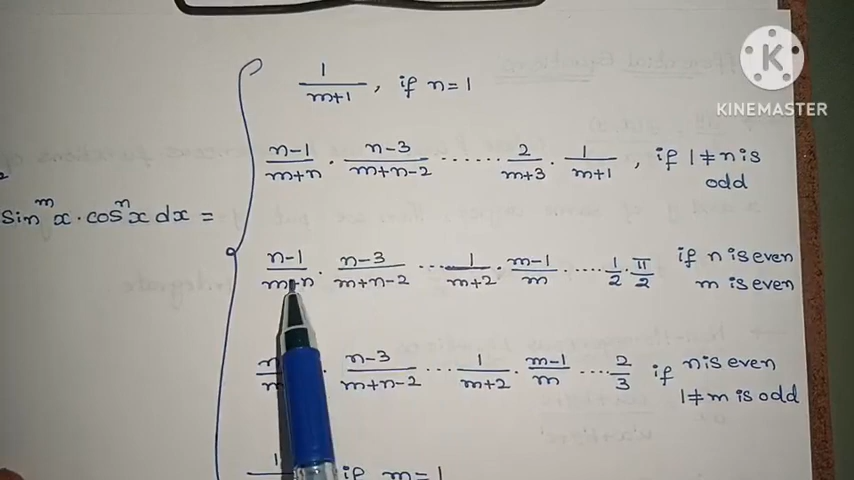 KINEMASTER
1/(m+1), if n=1
(n-1)/(m+n) · (n-3)/(m+n-2) ······· 2/(m+3) · 1/(m+1), if 1≠n is odd
sin^m x · cos^n x dx =
(n-1)/(m+n) · (n-3)/(m+n-2) ··· 1/(m+2) · (m-1)/m ····· 1/2 · π/2 if n is even
m is even
(n-3)/(m+n-2) ··· 1/(m+2) · (m-1)/m ···· 2/3 if n is even
1≠m is odd
if m=1